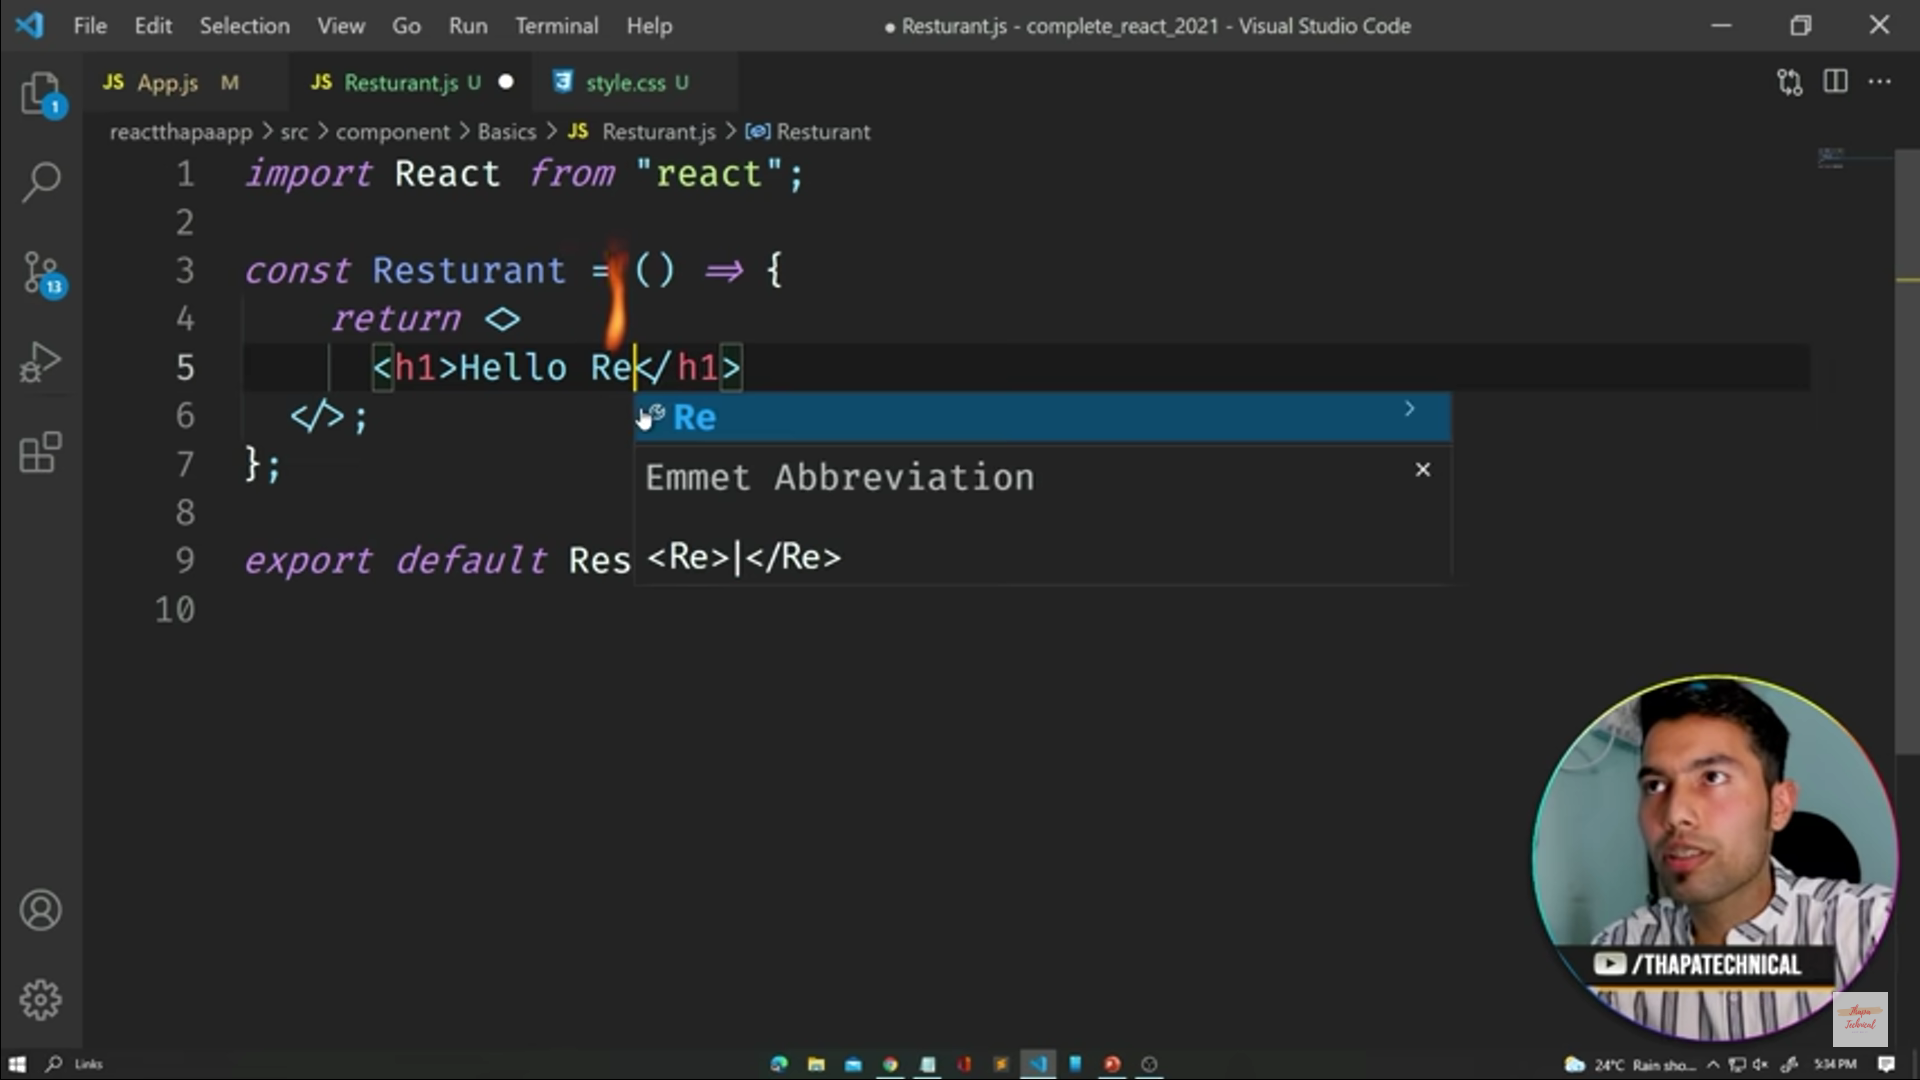 File Edit Selection View Go Run Terminal Help
● Resturant.js - complete_react_2021 - Visual Studio Code
JS App.js M
JS Resturant.js U ●
style.css U
reactthapaapp > src > component > Basics > JS Resturant.js > Resturant
1 import React from "react";
2
3 const Resturant = () => {
4 return <>
5 <h1>Hello Re</h1>
6 </>;
7 };
8
9 export default Res
10
Re
Emmet Abbreviation
<Re>|</Re>
1
13
/THAPATECHNICAL
Thapa
Technical
Links
24°C Rain sho...
5:34 PM